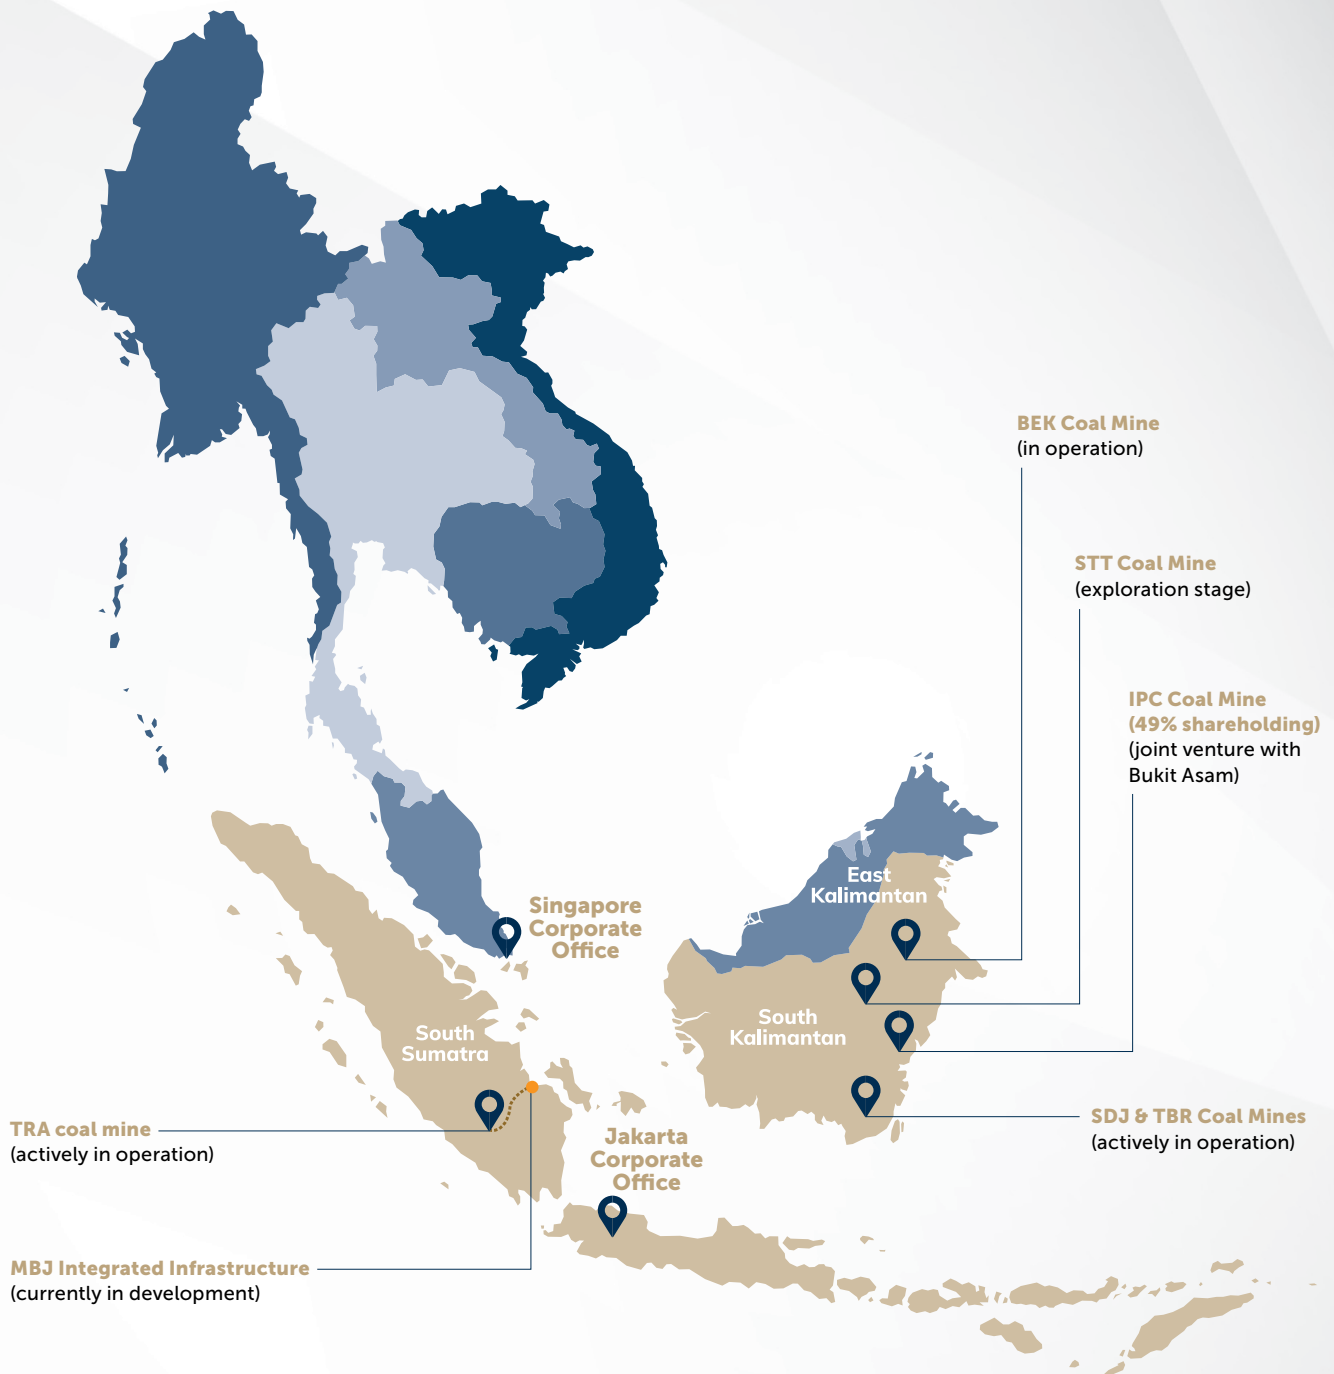 BEK Coal Mine
(in operation)
STT Coal Mine
(exploration stage)
IPC Coal Mine
(49% shareholding)
(joint venture with
Bukit Asam)
East
Kalimantan
Singapore
Corporate
Office
South
Kalimantan
South
Sumatra
SDJ & TBR Coal Mines
(actively in operation)
TRA coal mine
(actively in operation)
Jakarta
Corporate
Office
MBJ Integrated Infrastructure
(currently in development)